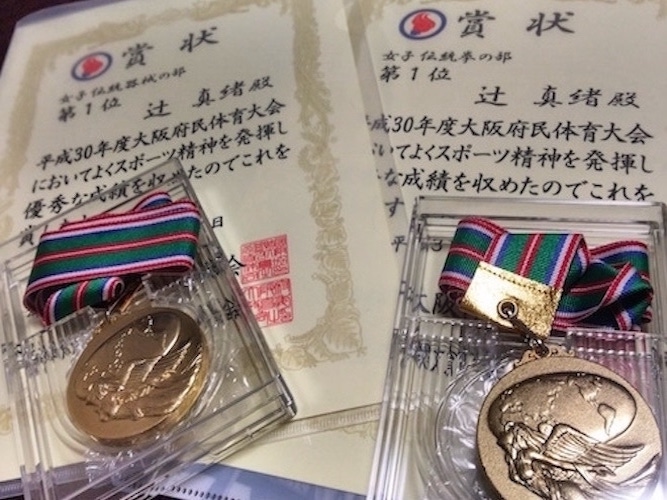 賞状
女子伝統器械の部
第1位
辻 真緒 殿
平成30年度大阪府民体育大会
においてよくスポーツ精神を発揮し
優秀な成績を収めたのでこれを
日
会
賞状
女子伝統拳の部
第1位
辻 真緒 殿
成30年度大阪府民体育大会
いてよくスポーツ精神を発揮し
な成績を収めたのでこれを
す
平